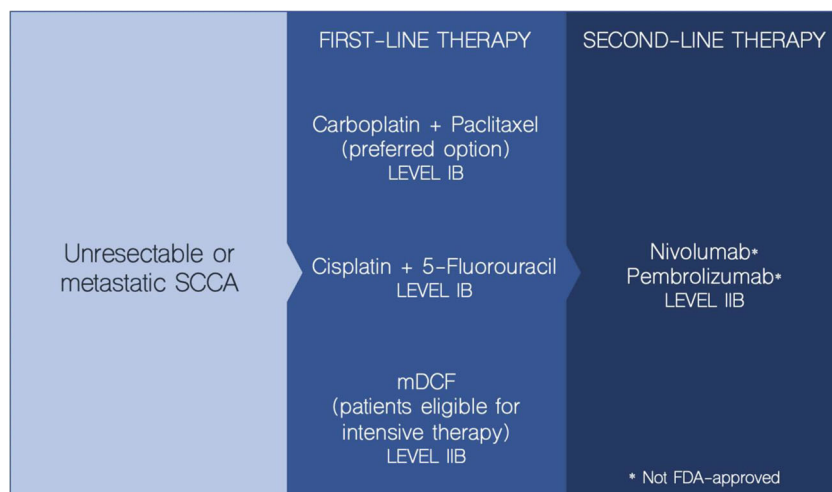 Unresectable or
metastatic SCCA
FIRST-LINE THERAPY
Carboplatin + Paclitaxel
(preferred option)
LEVEL IB
Cisplatin + 5-Fluorouracil
LEVEL IB
mDCF
(patients eligible for
intensive therapy)
LEVEL IIB
SECOND-LINE THERAPY
Nivolumab*
Pembrolizumab*
LEVEL IIB
* Not FDA-approved